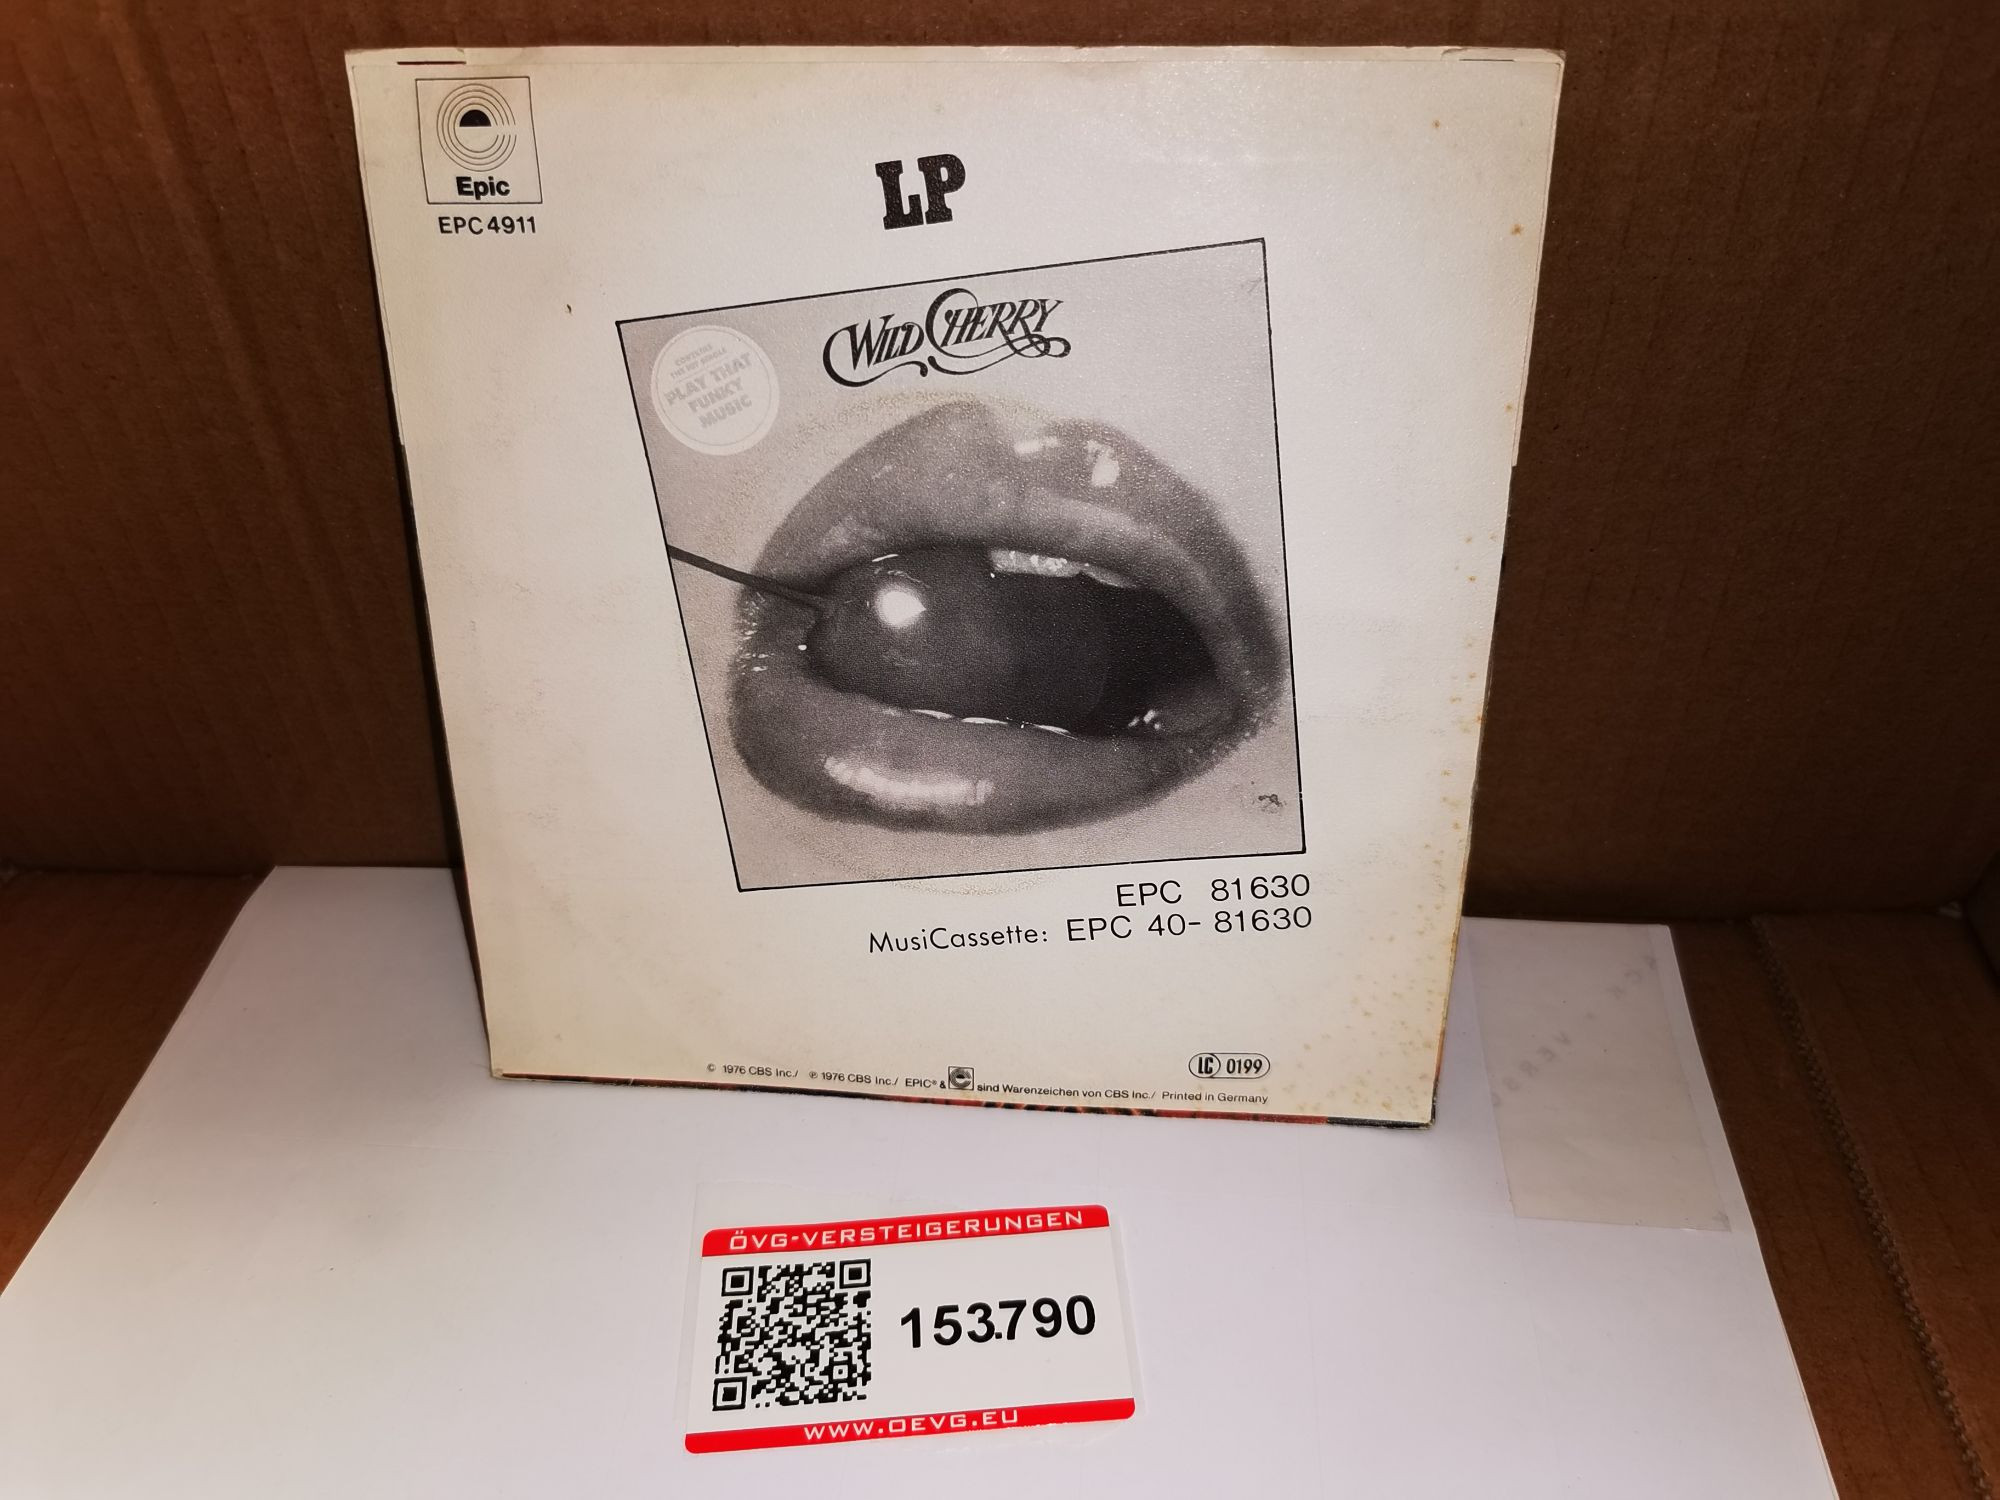 Epic
EPC 4911
LP
WILD CHERRY
CONTAINS
THE HIT SINGLE
PLAY THAT
FUNKY
MUSIC
EPC 81630
MusiCassette: EPC 40-81630
LC 0199
© 1976 CBS Inc./ ℗ 1976 CBS Inc./ EPIC® & e sind Warenzeichen von CBS Inc./ Printed in Germany
ÖVG-VERSTEIGERUNGEN
153.790
WWW.OEVG.EU